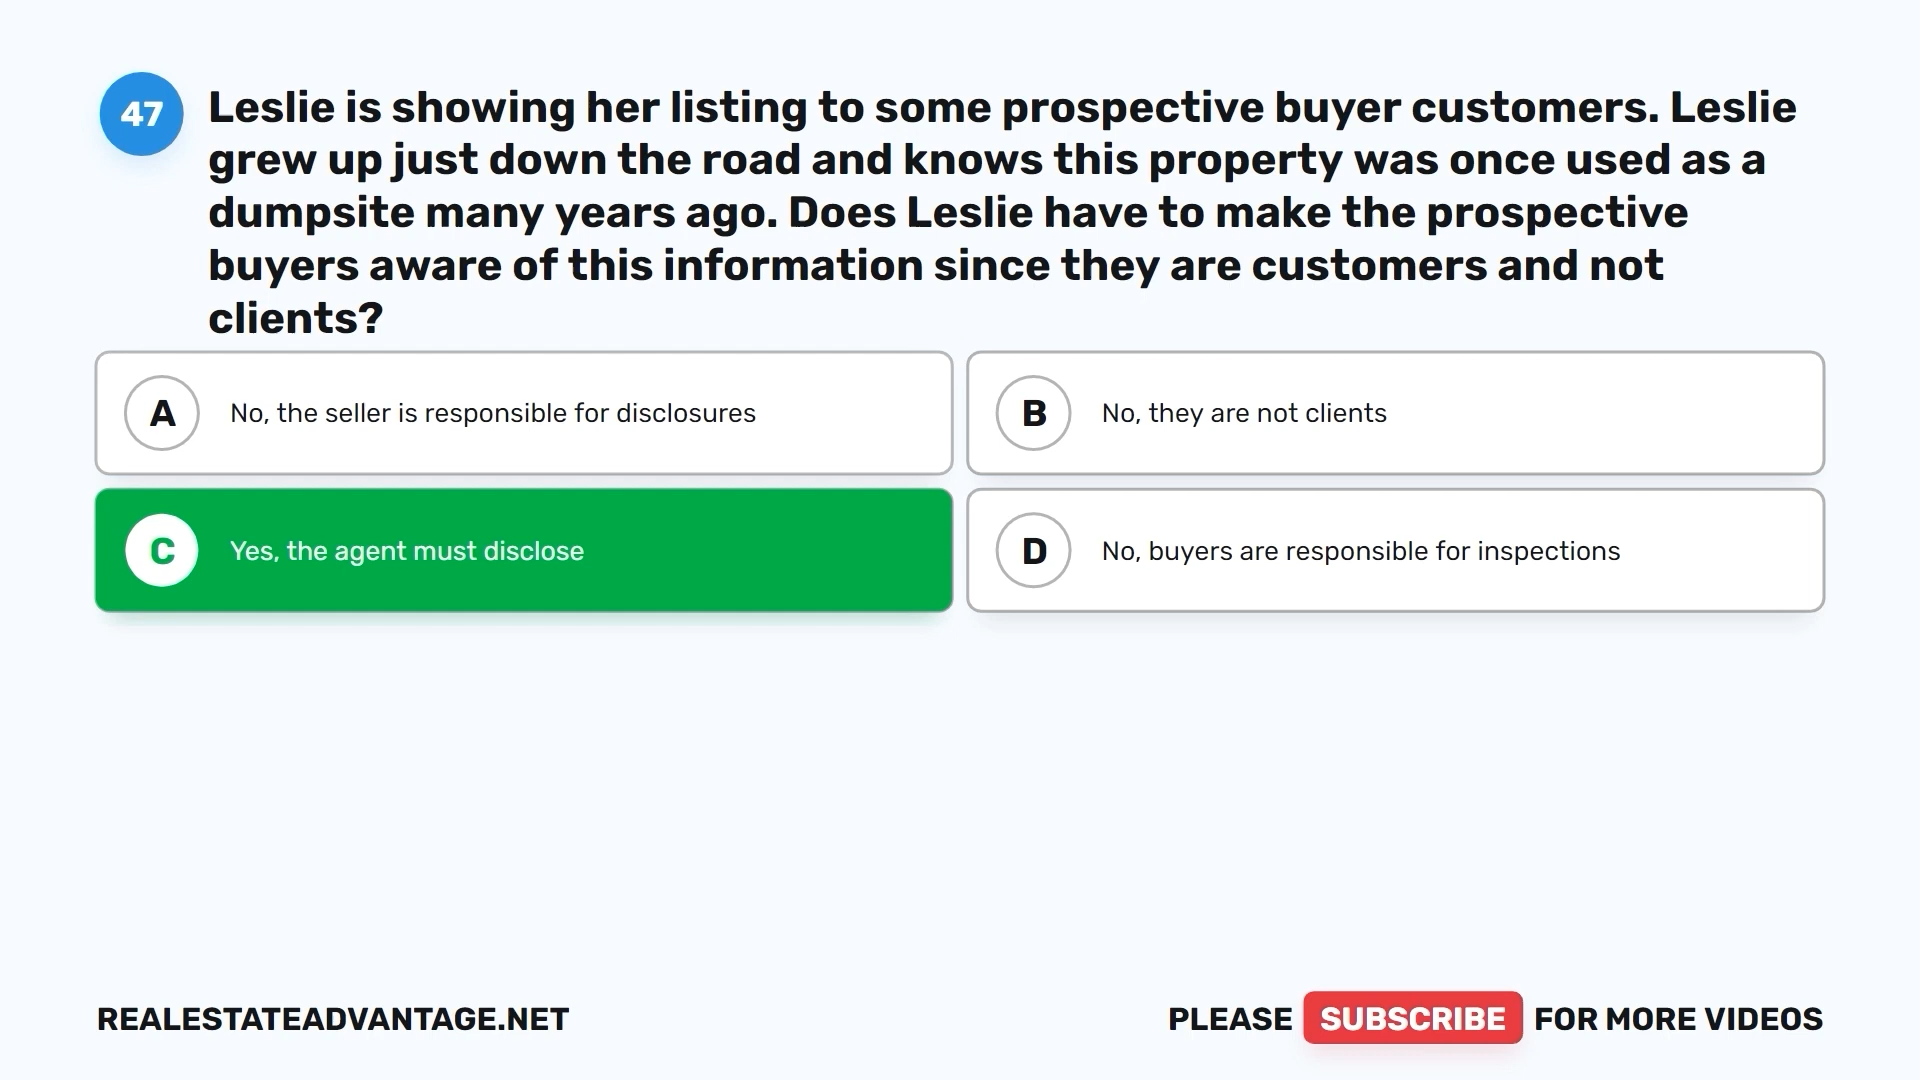 47
Leslie is showing her listing to some prospective buyer customers. Leslie
grew up just down the road and knows this property was once used as a
dumpsite many years ago. Does Leslie have to make the prospective
buyers aware of this information since they are customers and not
clients?
A No, the seller is responsible for disclosures
B No, they are not clients
C Yes, the agent must disclose
D No, buyers are responsible for inspections
REALESTATEADVANTAGE.NET
PLEASE SUBSCRIBE FOR MORE VIDEOS